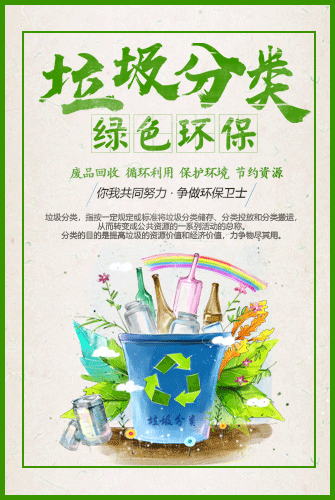 垃圾分类
绿色环保
废品回收 循环利用 保护环境 节约资源
你我共同努力·争做环保卫士
垃圾分类，指按一定规定或标准将垃圾分类储存、分类投放和分类搬运，
从而转变成公共资源的一系列活动的总称。
分类的目的是提高垃圾的资源价值和经济价值，力争物尽其用。
垃圾分类